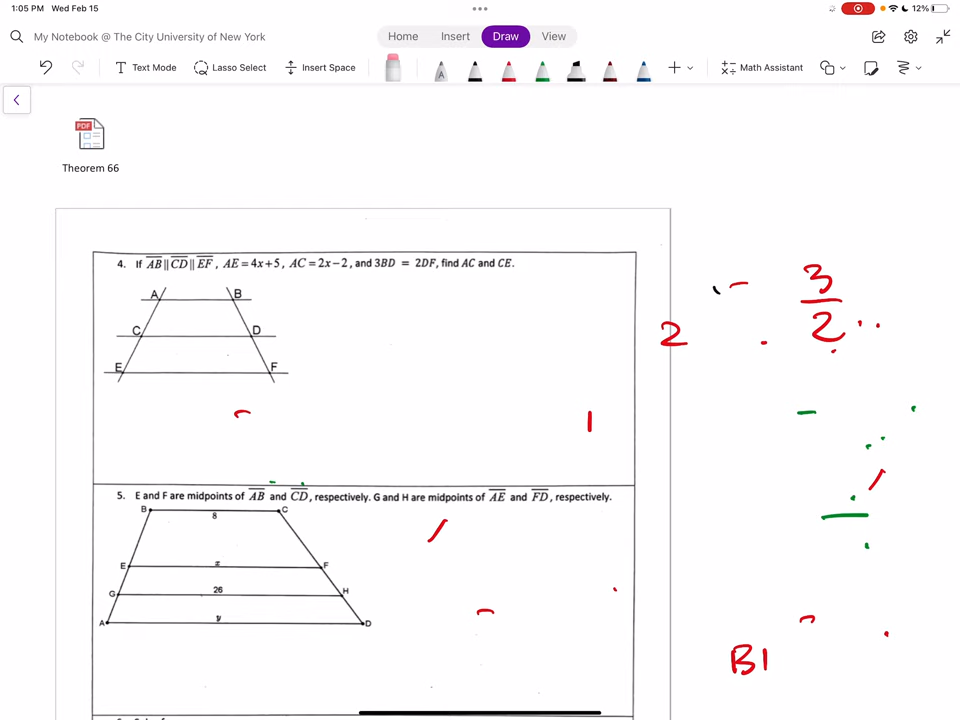 1:05 PM Wed Feb 15
12%
My Notebook @ The City University of New York
Home Insert Draw View
Text Mode Lasso Select Insert Space A Math Assistant
PDF
Theorem 66
4. If AB || CD || EF , AE = 4x+5, AC = 2x−2, and 3BD = 2DF, find AC and CE.
A B
C D
E F
3
2
2
1
5. E and F are midpoints of AB and CD, respectively. G and H are midpoints of AE and FD, respectively.
B C
8
E x F
G 26 H
A y D